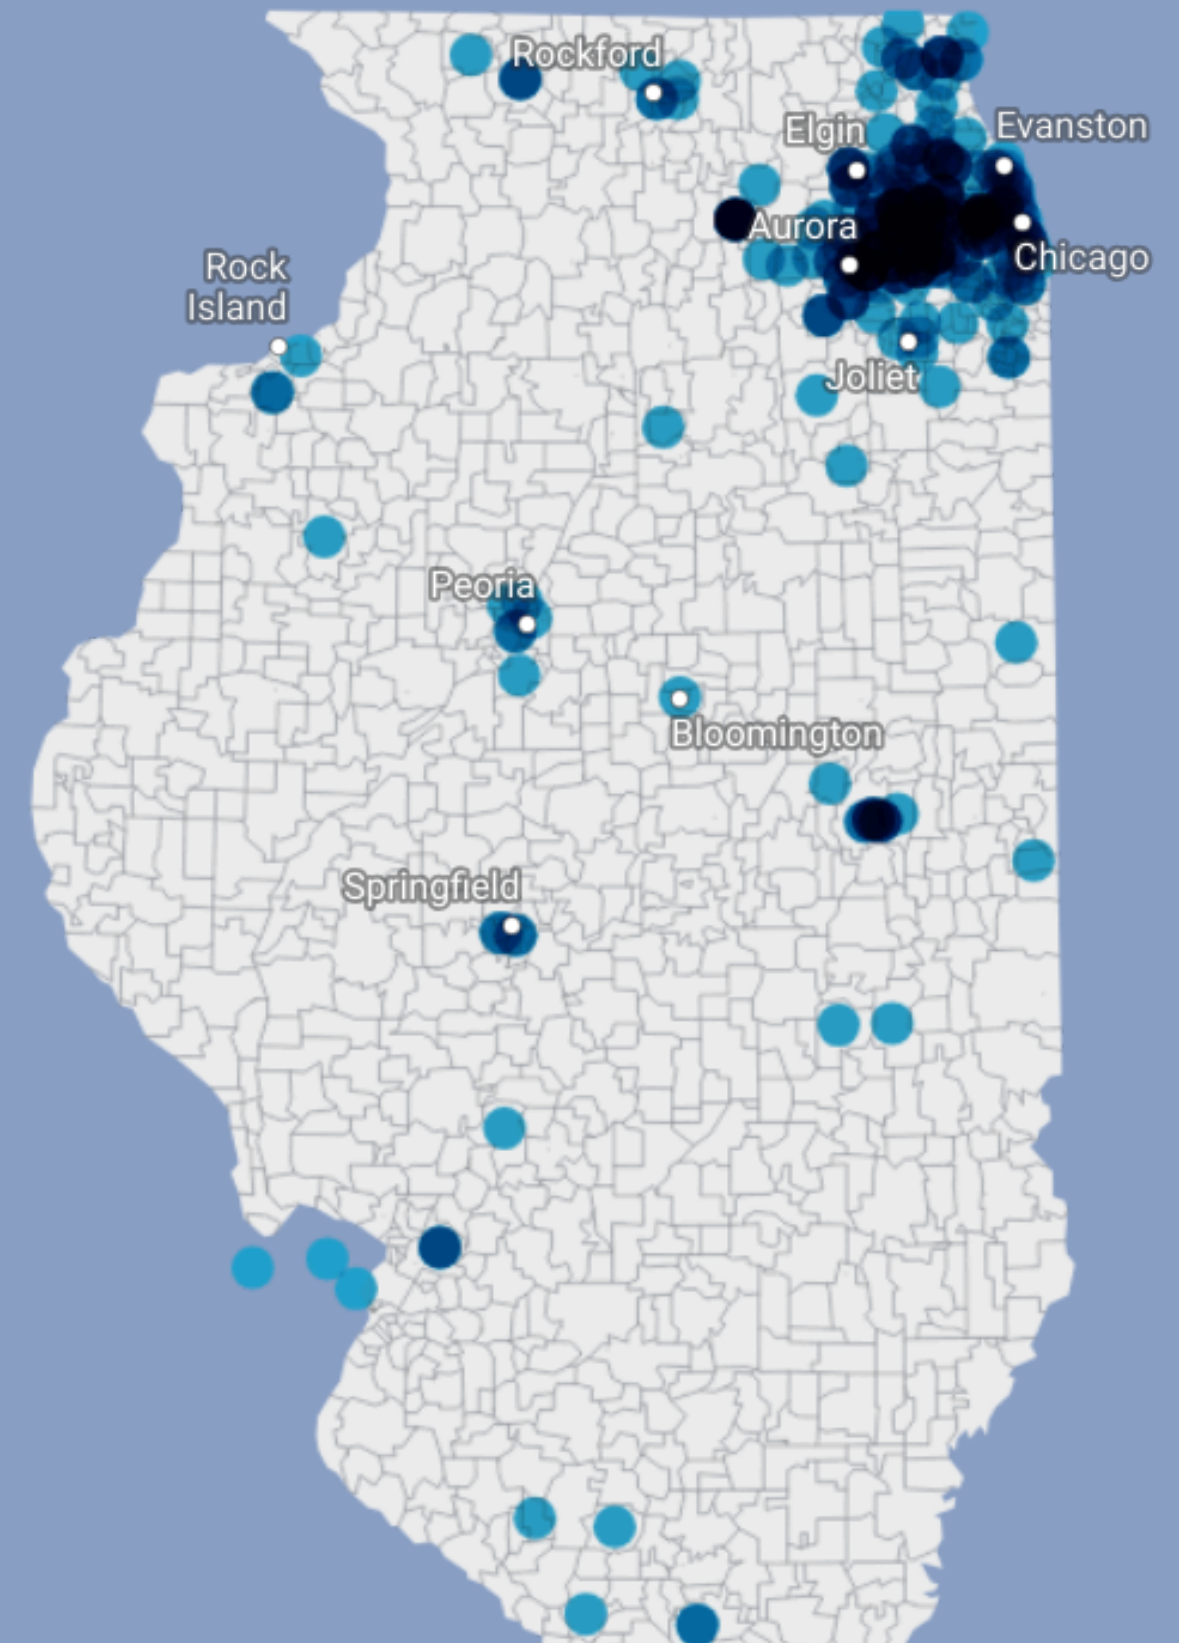 Rockford
Elgin
Evanston
Aurora
Chicago
Rock
Island
Joliet
Peoria
Bloomington
Springfield